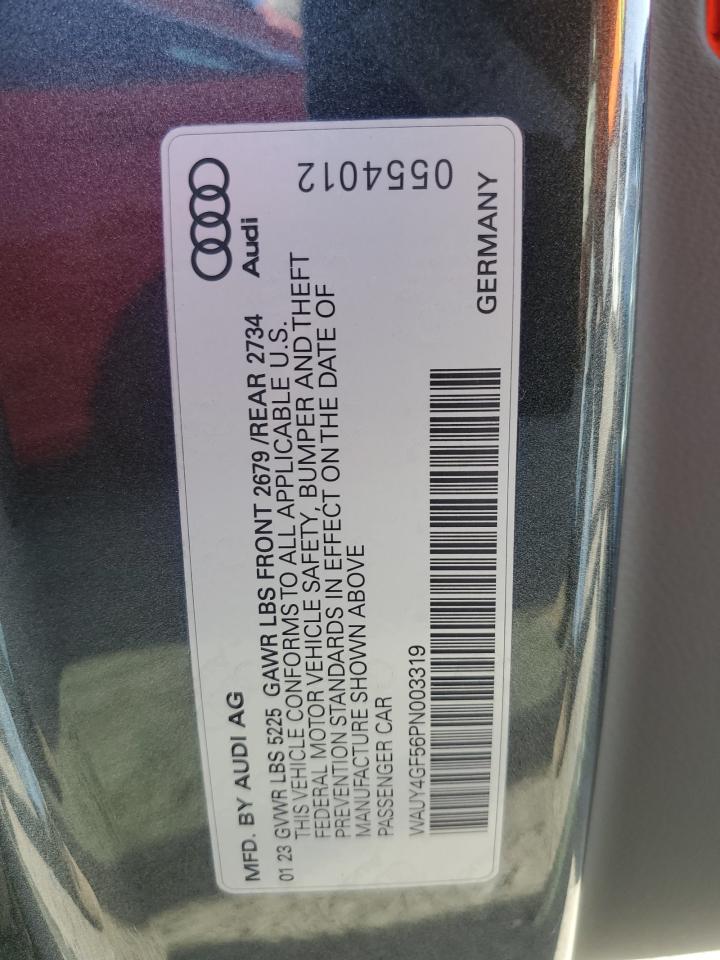 MFD. BY AUDI AG
Audi
01 23 GVWR LBS 5225 GAWR LBS FRONT 2679 /REAR 2734
THIS VEHICLE CONFORMS TO ALL APPLICABLE U.S.
FEDERAL MOTOR VEHICLE SAFETY, BUMPER AND THEFT
PREVENTION STANDARDS IN EFFECT ON THE DATE OF
MANUFACTURE SHOWN ABOVE
PASSENGER CAR
WAUY4GF56PN003319
GERMANY
0554012